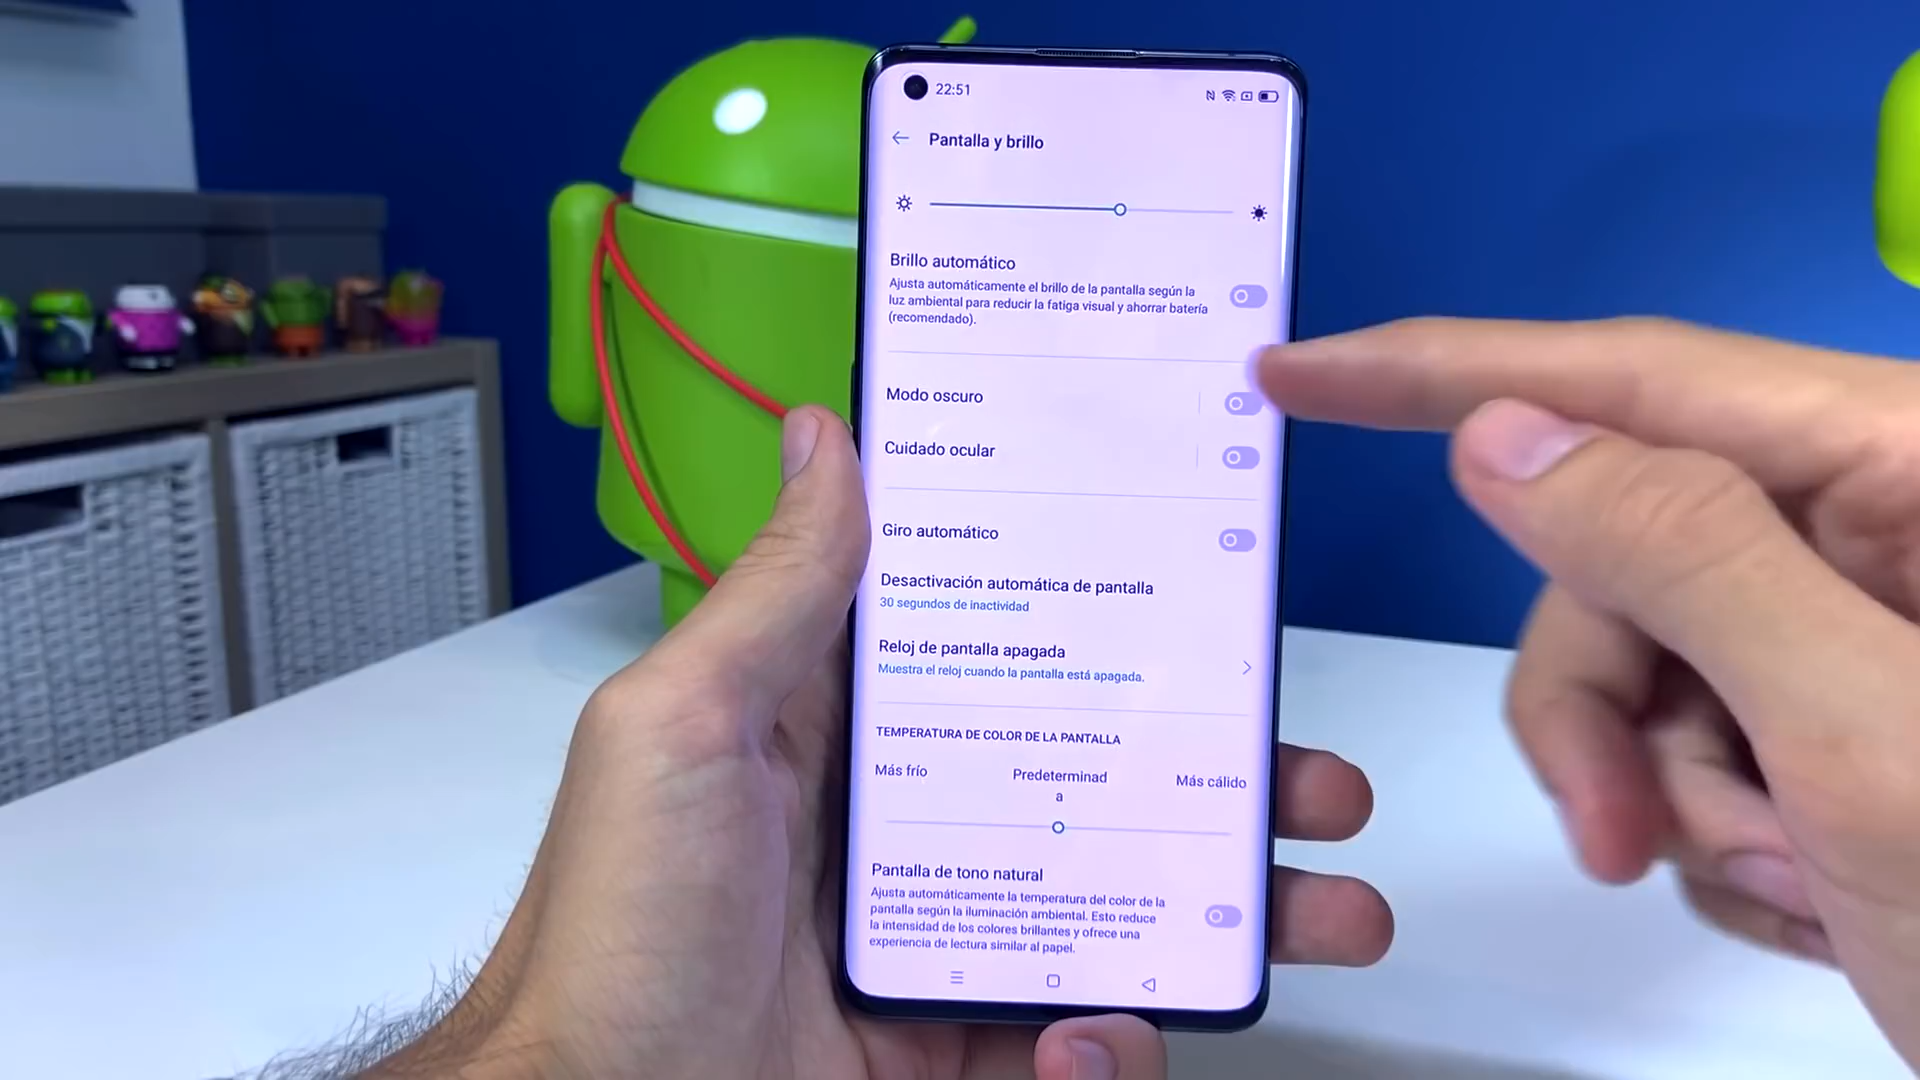 22:51
Pantalla y brillo
Brillo automático
Ajusta automáticamente el brillo de la pantalla según la
luz ambiental para reducir la fatiga visual y ahorrar batería
(recomendado).
Modo oscuro
Cuidado ocular
Giro automático
Desactivación automática de pantalla
30 segundos de inactividad
Reloj de pantalla apagada
Muestra el reloj cuando la pantalla está apagada.
TEMPERATURA DE COLOR DE LA PANTALLA
Más frío
Predeterminad
a
Más cálido
Pantalla de tono natural
Ajusta automáticamente la temperatura del color de la
pantalla según la iluminación ambiental. Esto reduce
la intensidad de los colores brillantes y ofrece una
experiencia de lectura similar al papel.